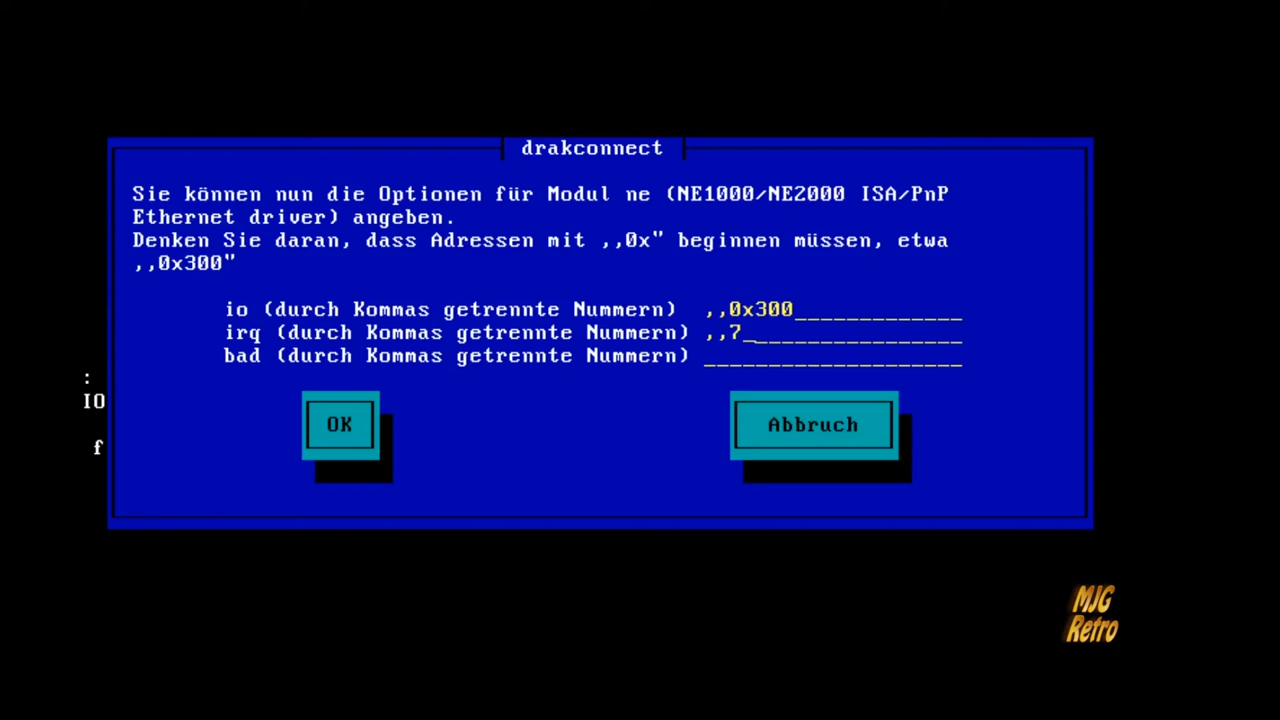 drakconnect
Sie können nun die Optionen für Modul ne (NE1000/NE2000 ISA/PnP
Ethernet driver) angeben.
Denken Sie daran, dass Adressen mit ,,0x" beginnen müssen, etwa
,,0x300"
io (durch Kommas getrennte Nummern) ,,0x300
irq (durch Kommas getrennte Nummern) ,,7
bad (durch Kommas getrennte Nummern)
:
IO
OK Abbruch
f
MJG
Retro